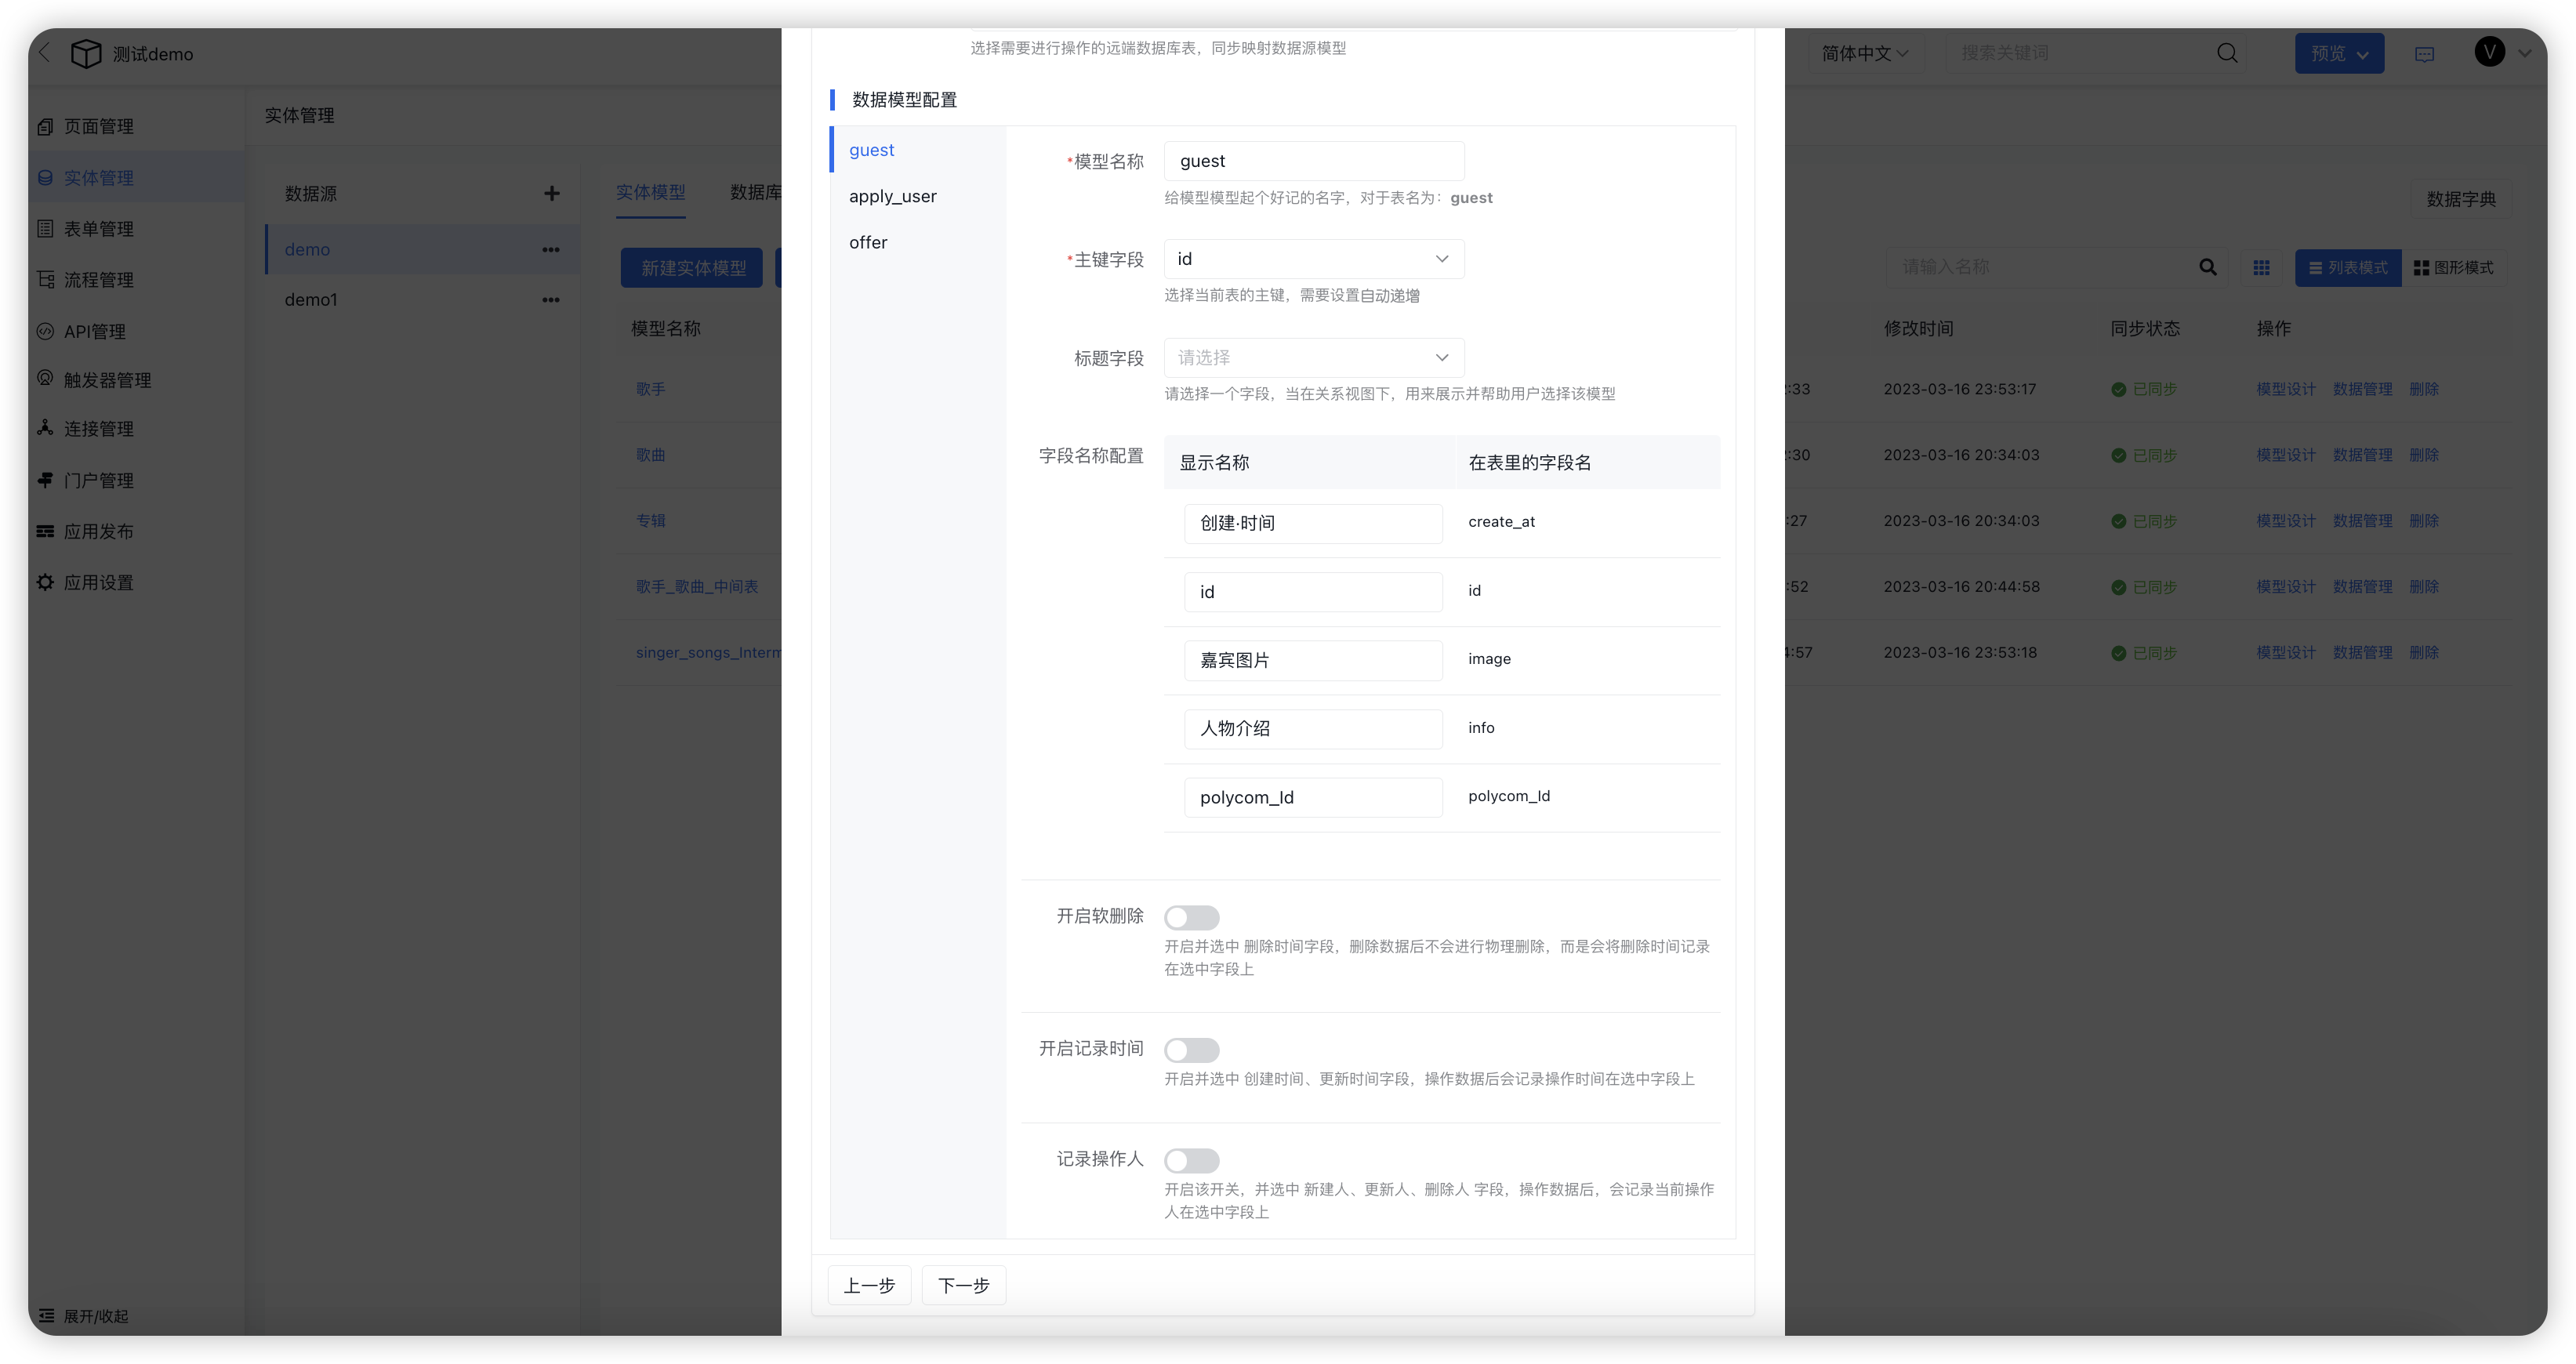 测试demo
简体中文
搜索关键词
预览
V
页面管理
实体管理
表单管理
流程管理
API管理
触发器管理
连接管理
门户管理
应用发布
应用设置
展开/收起
实体管理
数据源
demo
demo1
实体模型
数据库
新建实体模型
模型名称
歌手
歌曲
专辑
歌手_歌曲_中间表
singer_songs_Interm
选择需要进行操作的远端数据库表，同步映射数据源模型
数据模型配置
guest
apply_user
offer
*模型名称
guest
给模型模型起个好记的名字，对于表名为：guest
*主键字段
id
选择当前表的主键，需要设置自动递增
标题字段
请选择
请选择一个字段，当在关系视图下，用来展示并帮助用户选择该模型
字段名称配置
显示名称 在表里的字段名
创建·时间 create_at
id id
嘉宾图片 image
人物介绍 info
polycom_Id polycom_Id
开启软删除
开启并选中 删除时间字段，删除数据后不会进行物理删除，而是会将删除时间记录
在选中字段上
开启记录时间
开启并选中 创建时间、更新时间字段，操作数据后会记录操作时间在选中字段上
记录操作人
开启该开关，并选中 新建人、更新人、删除人 字段，操作数据后，会记录当前操作
人在选中字段上
上一步 下一步
数据字典
请输入名称
列表模式 图形模式
修改时间 同步状态 操作
:33 2023-03-16 23:53:17 已同步 模型设计 数据管理 删除
:30 2023-03-16 20:34:03 已同步 模型设计 数据管理 删除
:27 2023-03-16 20:34:03 已同步 模型设计 数据管理 删除
:52 2023-03-16 20:44:58 已同步 模型设计 数据管理 删除
:57 2023-03-16 23:53:18 已同步 模型设计 数据管理 删除